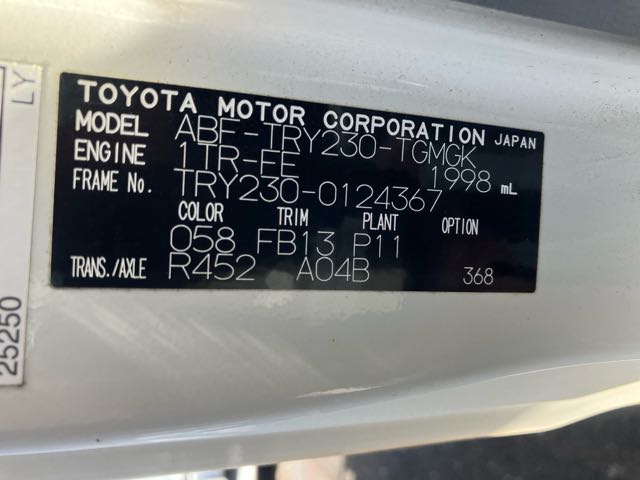 TOYOTA MOTOR CORPORATION JAPAN
MODEL ABF-TRY230-TGMGK
ENGINE 1TR-FE 1998 mL
FRAME No. TRY230-0124367
COLOR TRIM PLANT OPTION
058 FB13 P11
TRANS./AXLE R452 A04B 368
LY
25250